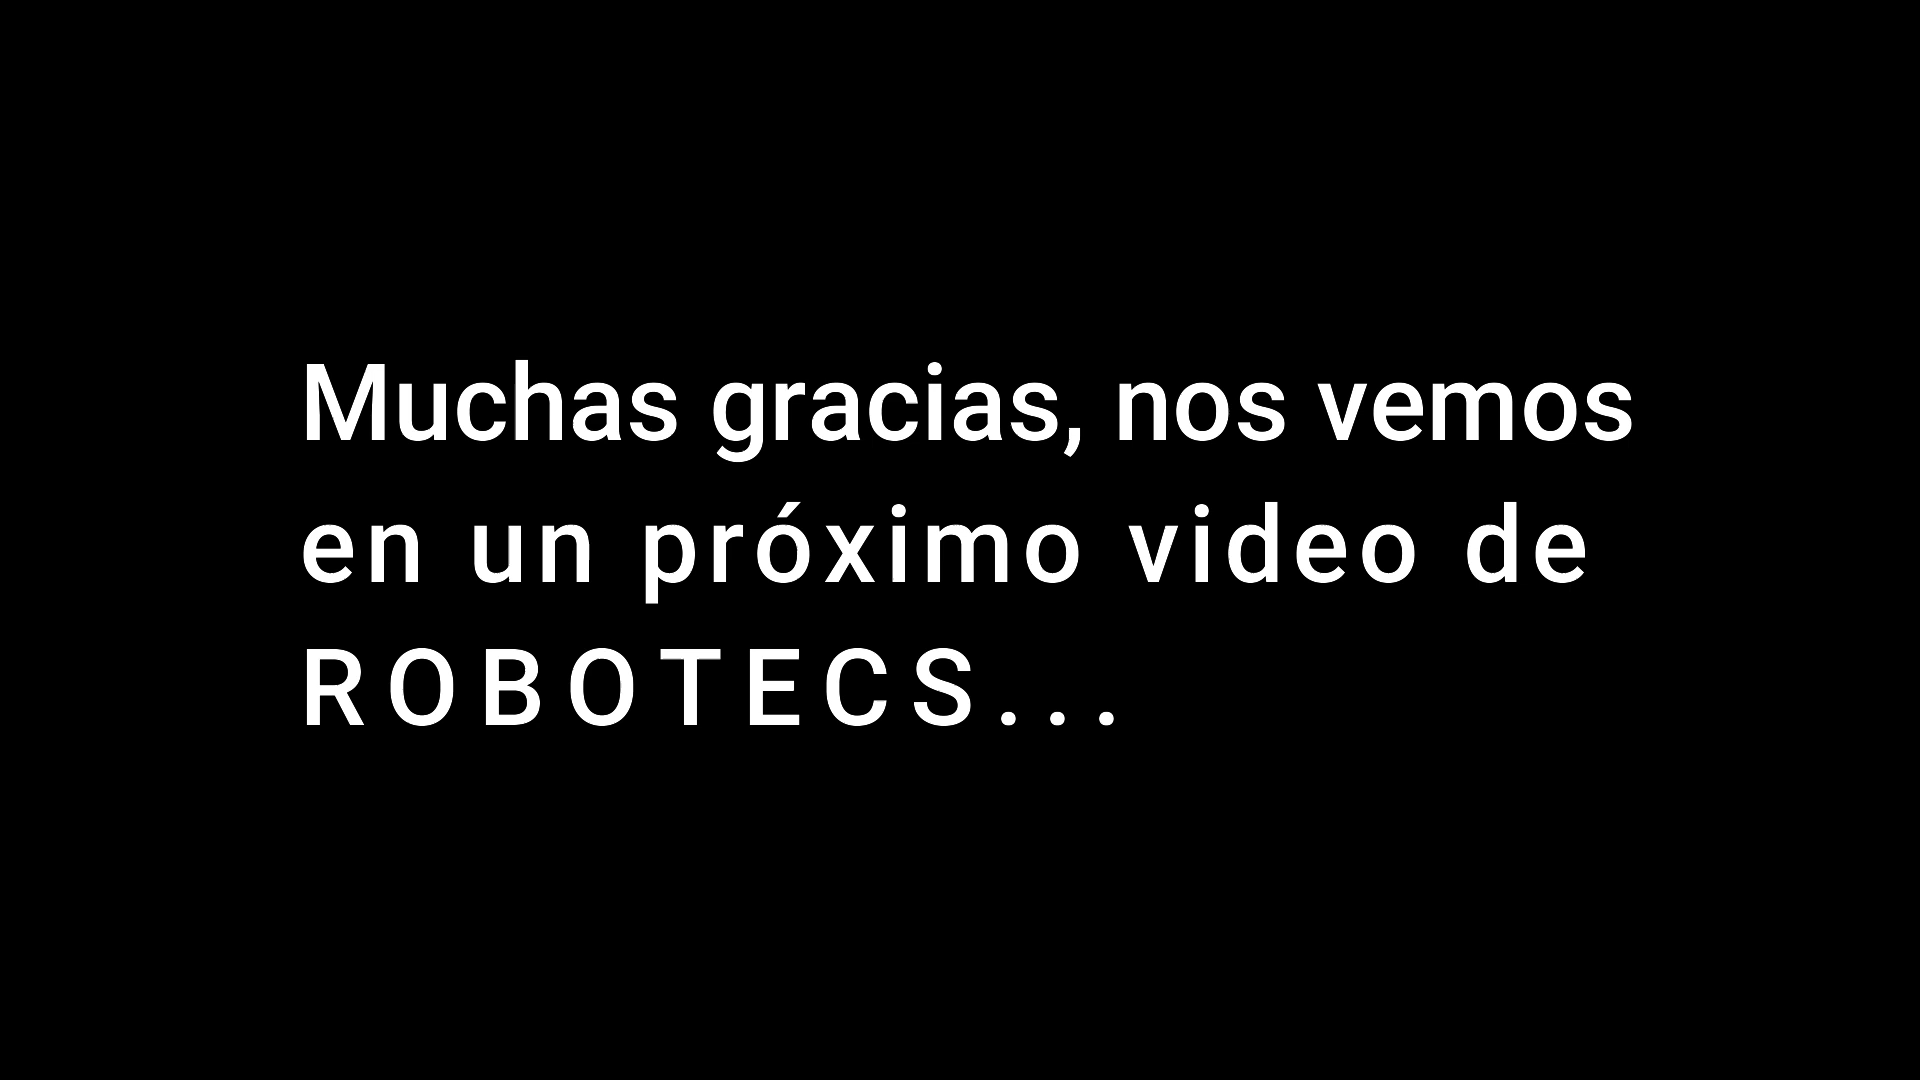 Muchas gracias, nos vemos
en un próximo video de
ROBOTECS...